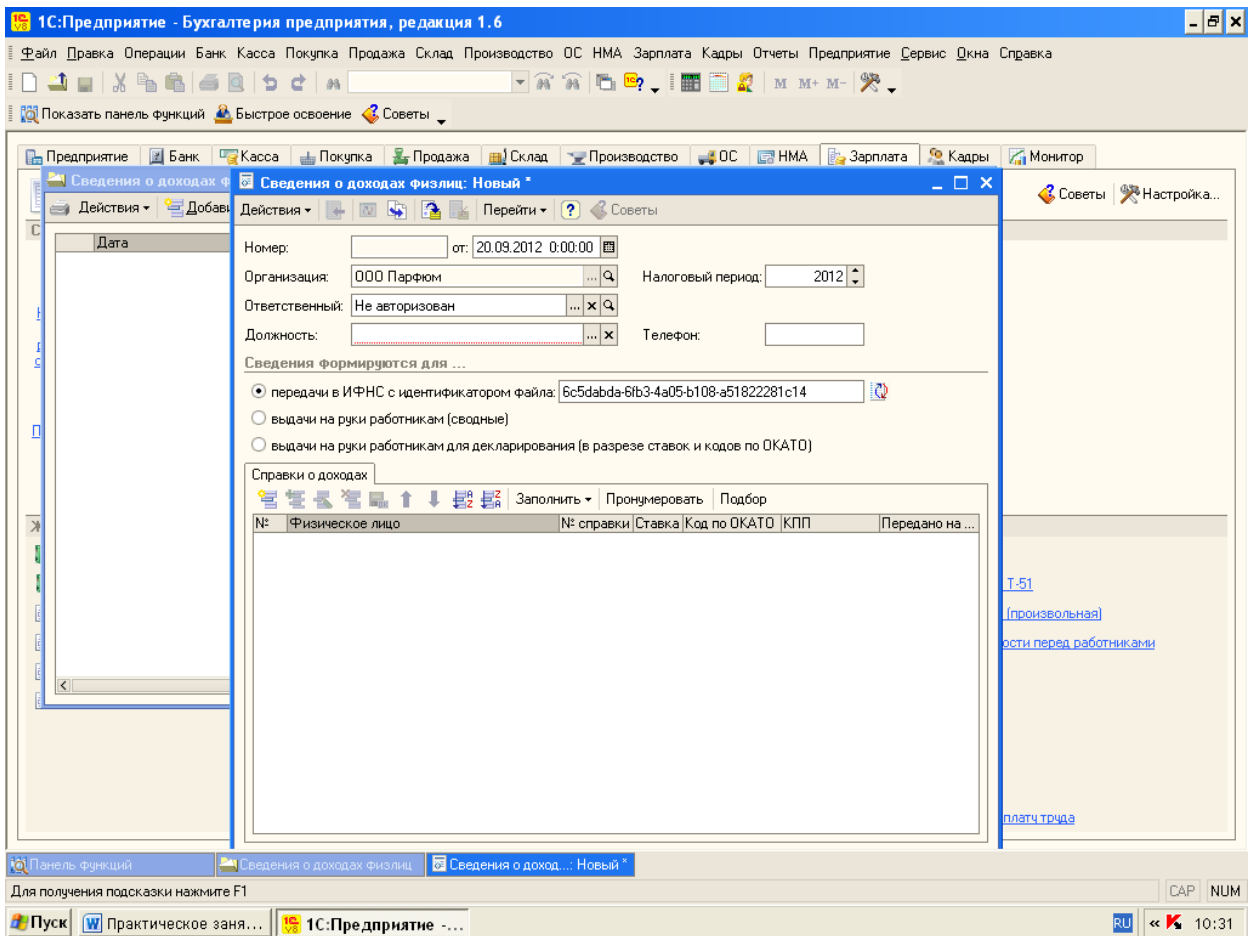 1С:Предприятие - Бухгалтерия предприятия, редакция 1.6
Файл Правка Операции Банк Касса Покупка Продажа Склад Производство ОС НМА Зарплата Кадры Отчеты Предприятие Сервис Окна Справка
M M+ M-
Показать панель функций Быстрое освоение Советы
Предприятие Банк Касса Покупка Продажа Склад Производство ОС НМА Зарплата Кадры Монитор
Сведения о доходах ф
Сведения о доходах физлиц: Новый *
Советы Настройка...
Действия Добави
Действия Перейти ? Советы
Дата
Номер: от: 20.09.2012 0:00:00
Организация: ООО Парфюм ... Налоговый период: 2012
Ответственный: Не авторизован ... x
Должность: ... x Телефон:
Сведения формируются для ...
передачи в ИФНС с идентификатором файла: 6c5dabda-6fb3-4a05-b108-a51822281c14
выдачи на руки работникам (сводные)
выдачи на руки работникам для декларирования (в разрезе ставок и кодов по ОКАТО)
Справки о доходах
Заполнить Пронумеровать Подбор
№ Физическое лицо № справки Ставка Код по ОКАТО КПП Передано на ...
Т-51
(произвольная)
ости перед работниками
плату труда
Панель функций Сведения о доходах физлиц Сведения о доход...: Новый *
Для получения подсказки нажмите F1 CAP NUM
Пуск Практическое заня... 1С:Предприятие -... RU « 10:31